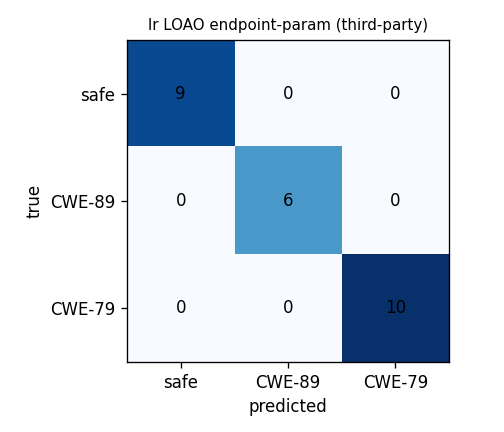 lr LOAO endpoint-param (third-party)
true
safe 9 0 0
CWE-89 0 6 0
CWE-79 0 0 10
safe CWE-89 CWE-79
predicted